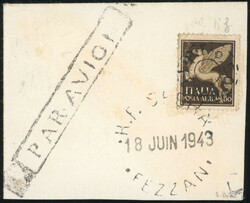 PAR AVION
ITALIA
POSTA AEREA
R.F.
18 JUIN 1943
FEZZAN